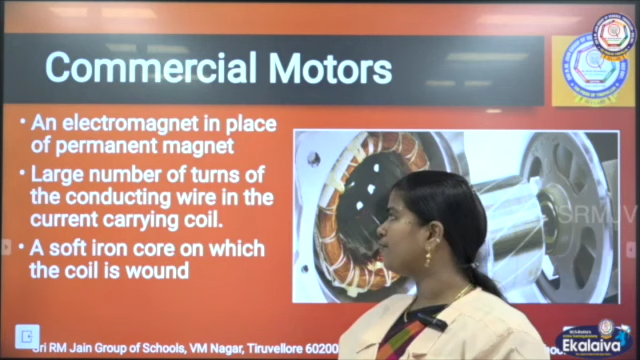 Commercial Motors
• An electromagnet in place
of permanent magnet
• Large number of turns of
the conducting wire in the
current carrying coil.
• A soft iron core on which
the coil is wound
SRMJV
Sri RM Jain Group of Schools, VM Nagar, Tiruvellore 60200
Ekalaiva